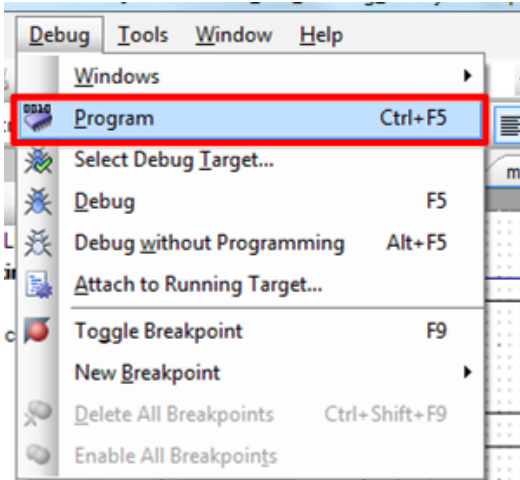 Debug Tools Window Help
Windows
Program Ctrl+F5
Select Debug Target...
Debug F5
Debug without Programming Alt+F5
Attach to Running Target...
Toggle Breakpoint F9
New Breakpoint
Delete All Breakpoints Ctrl+Shift+F9
Enable All Breakpoints